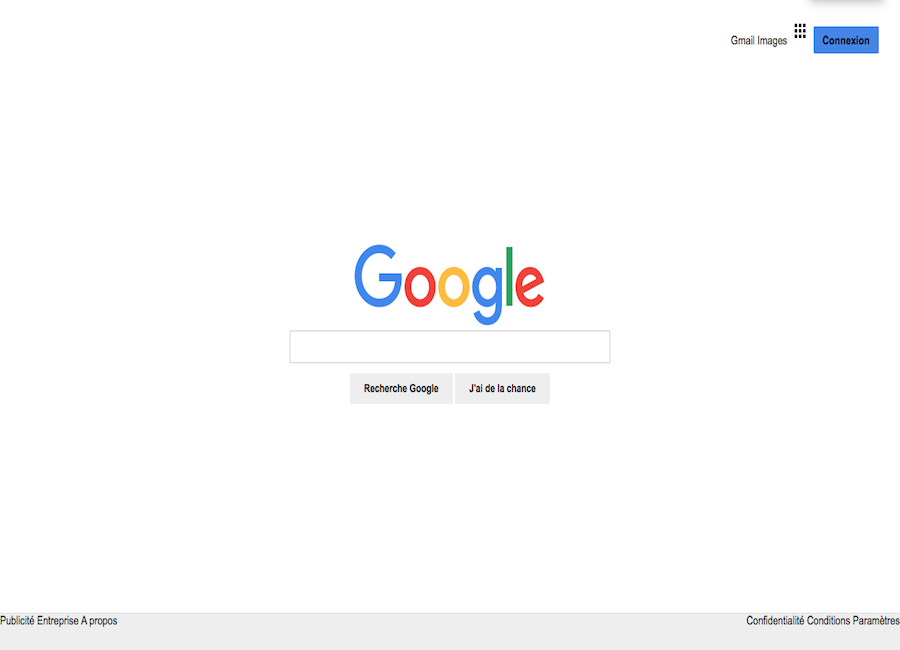 Gmail Images
Connexion
Google
Recherche Google
J'ai de la chance
Publicité Entreprise A propos
Confidentialité Conditions Paramètres